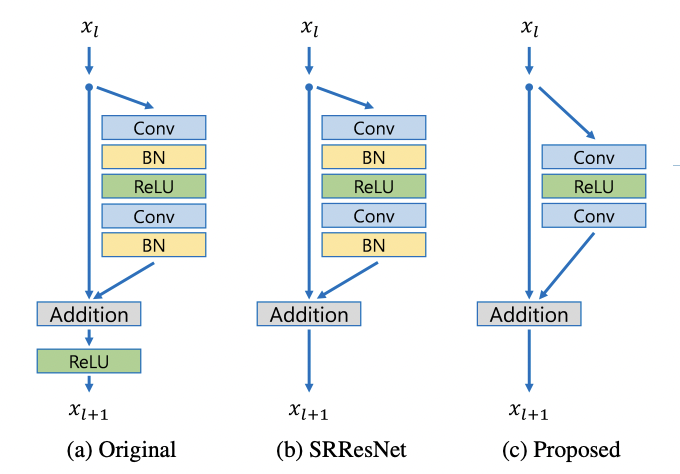 x_l
Conv
BN
ReLU
Conv
BN
Addition
ReLU
x_{l+1}
(a) Original
x_l
Conv
BN
ReLU
Conv
BN
Addition
x_{l+1}
(b) SRResNet
x_l
Conv
ReLU
Conv
Addition
x_{l+1}
(c) Proposed